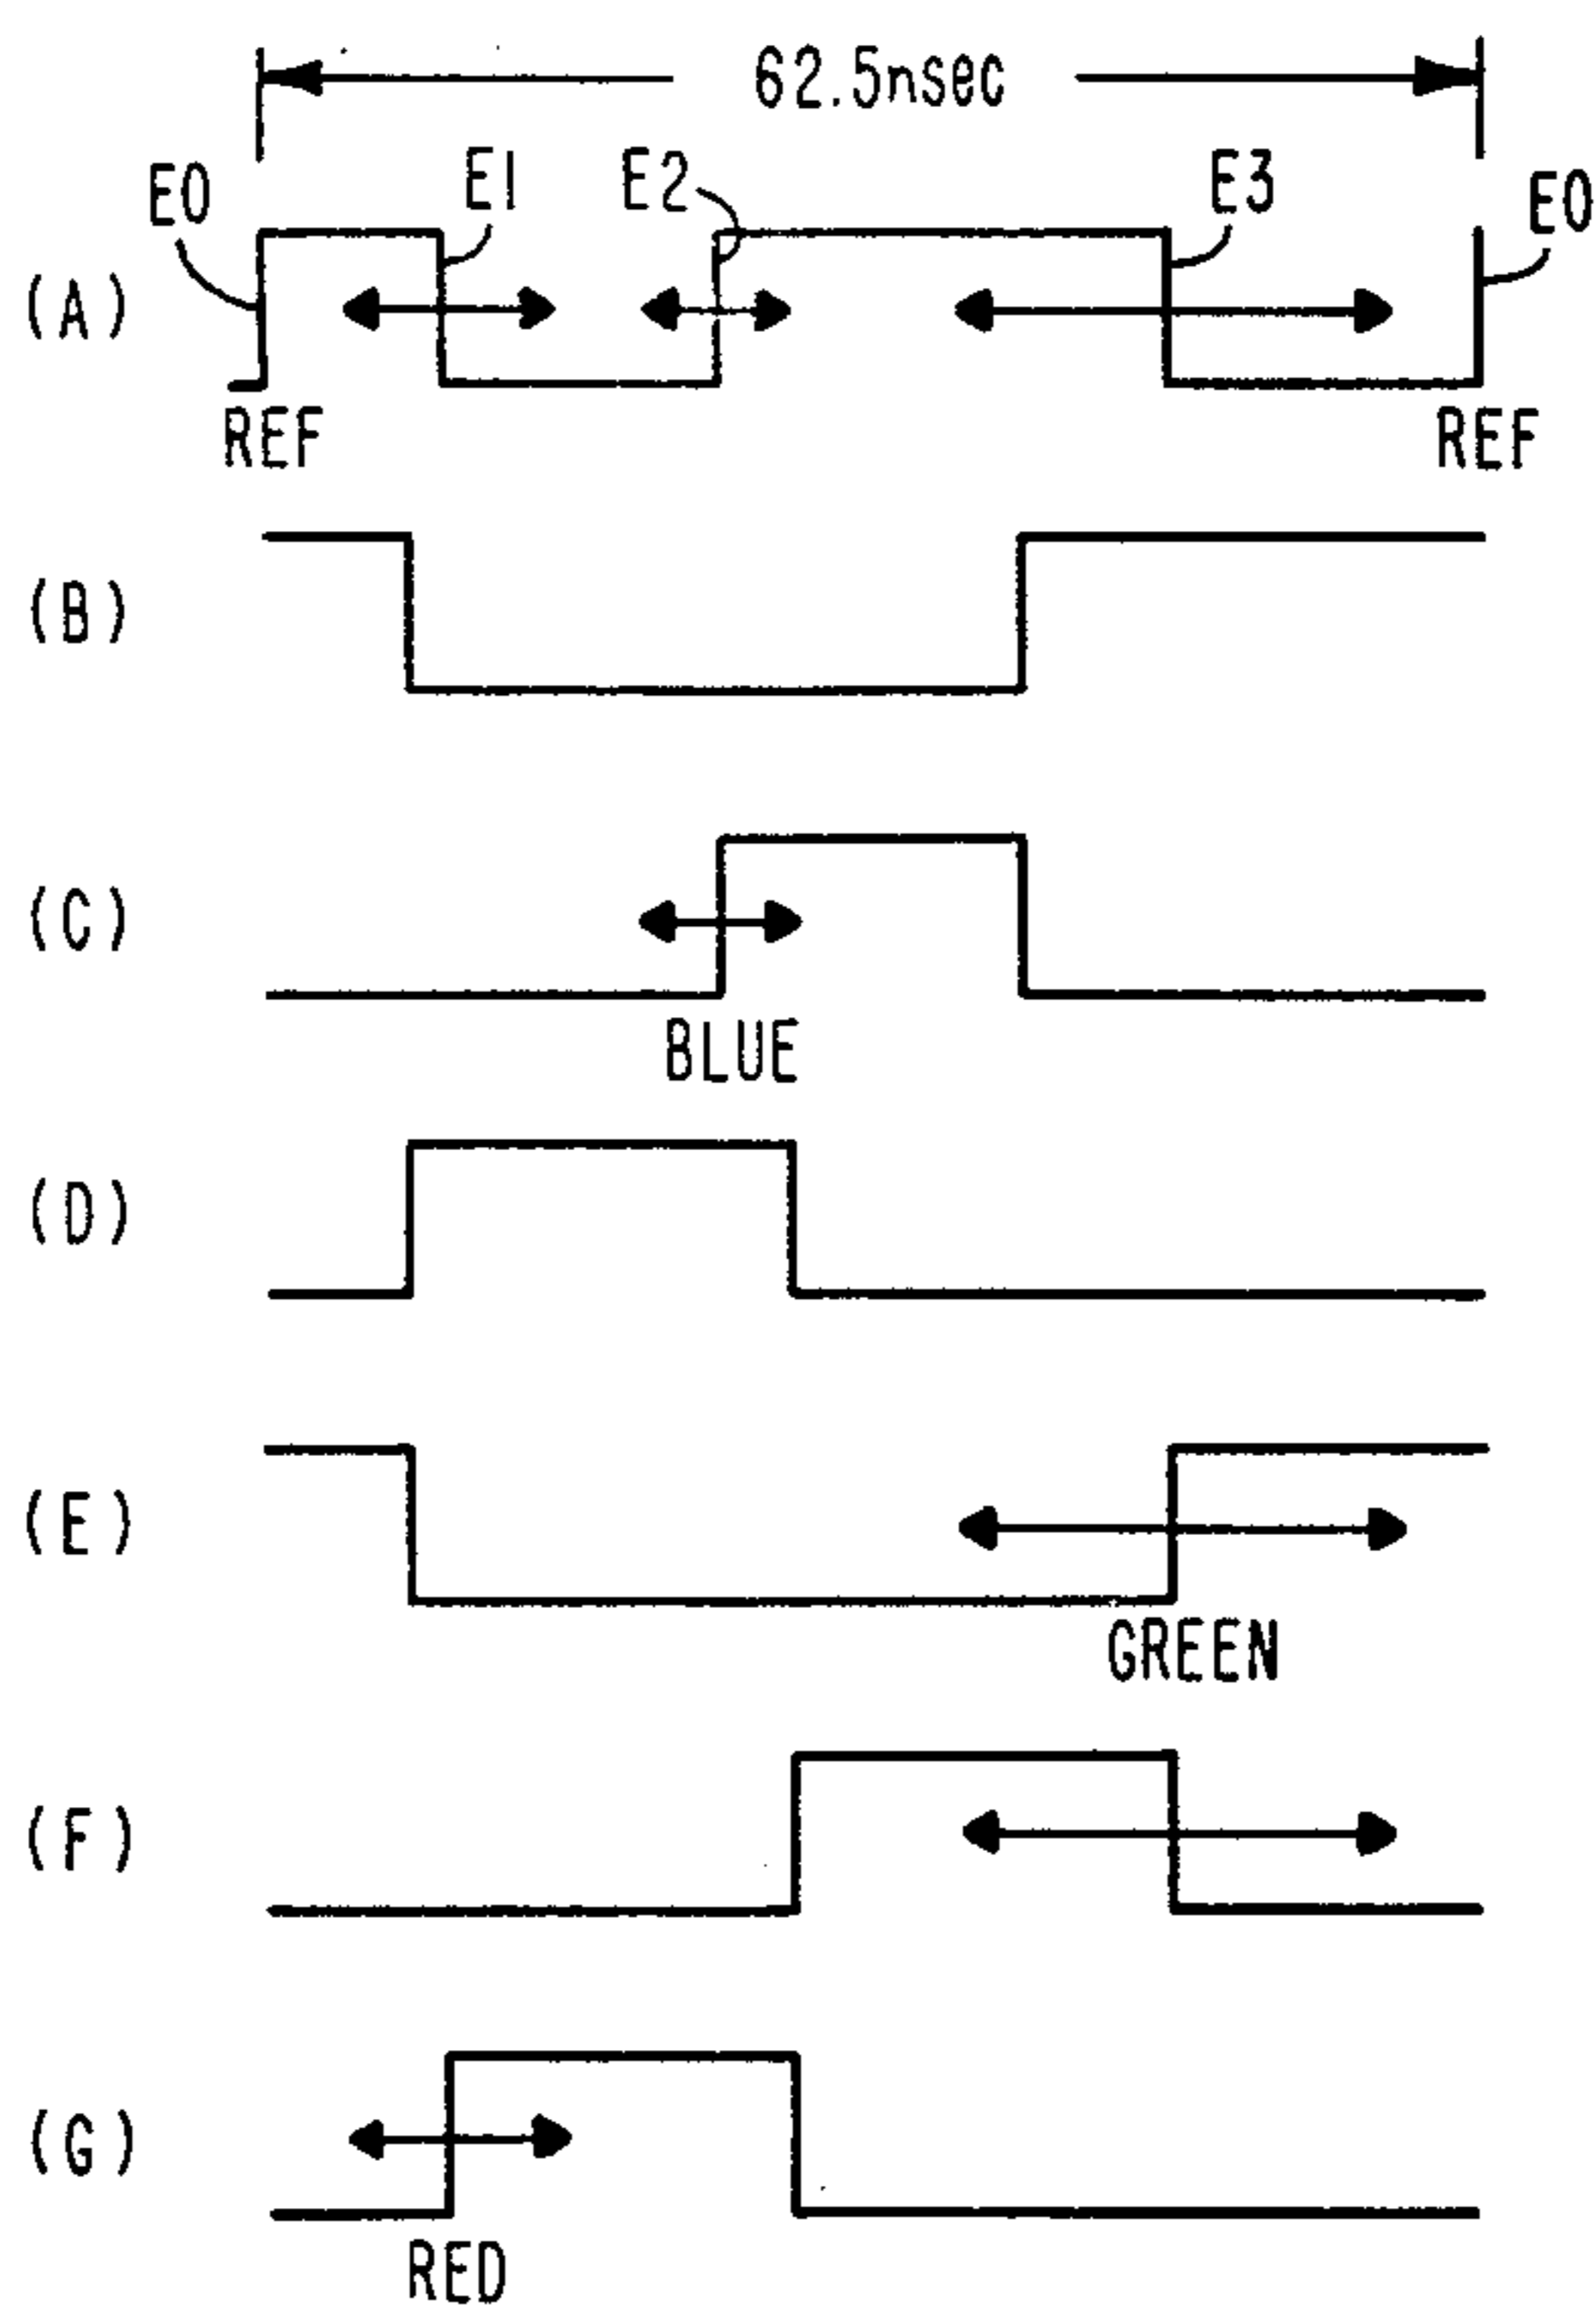 62.5nsec
E0 E1 E2 E3 E0
(A)
REF REF
(B)
(C)
BLUE
(D)
(E)
GREEN
(F)
(G)
RED